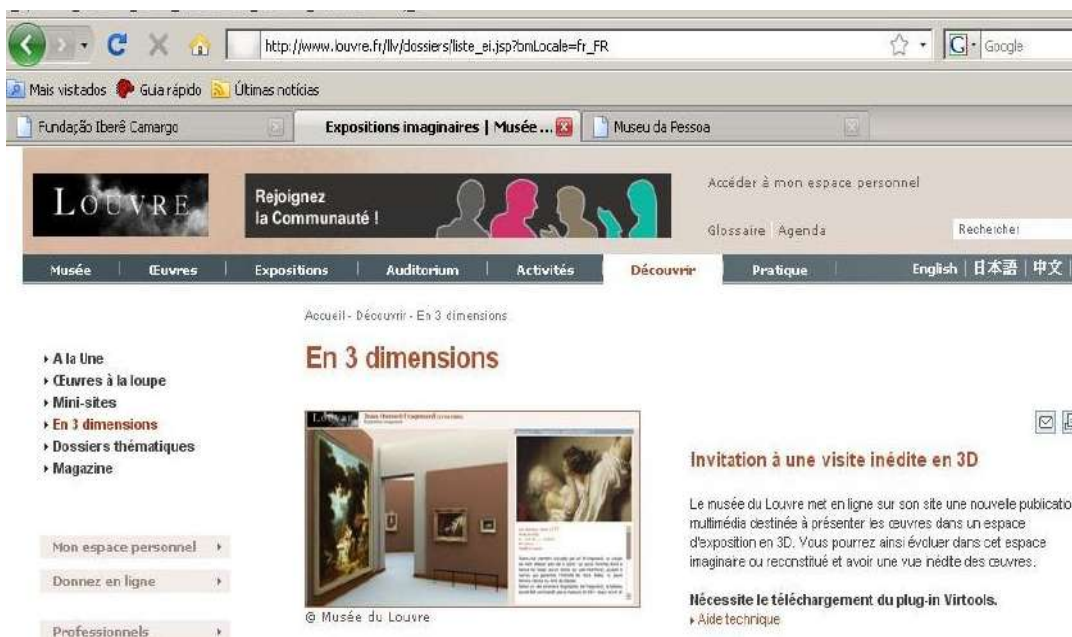 http://www.louvre.fr/llv/dossiers/liste_ei.jsp?bmLocale=fr_FR
Google
Mais vistados Guia rápido Últimas notícias
Fundação Iberê Camargo
Expositions imaginaires | Musée ...
Museu da Pessoa
LOUVRE
Rejoignez
la Communauté !
Accéder à mon espace personnel
Glossaire | Agenda
Rechercher
Musée | Œuvres | Expositions | Auditorium | Activités
Découvrir
Pratique
English | 日本語 | 中文 |
Accueil - Découvrir - En 3 dimensions
En 3 dimensions
A la Une
Œuvres à la loupe
Mini-sites
En 3 dimensions
Dossiers thématiques
Magazine
Mon espace personnel
Donnez en ligne
Professionnels
Louvre
@ Musée du Louvre
Invitation à une visite inédite en 3D
Le musée du Louvre met en ligne sur son site une nouvelle publicatio
multimédia destinée à présenter les œuvres dans un espace
d'exposition en 3D. Vous pourrez ainsi évoluer dans cet espace
imaginaire ou reconstitué et avoir une vue inédite des œuvres.
Nécessite le téléchargement du plug-in Virtools.
Aide technique